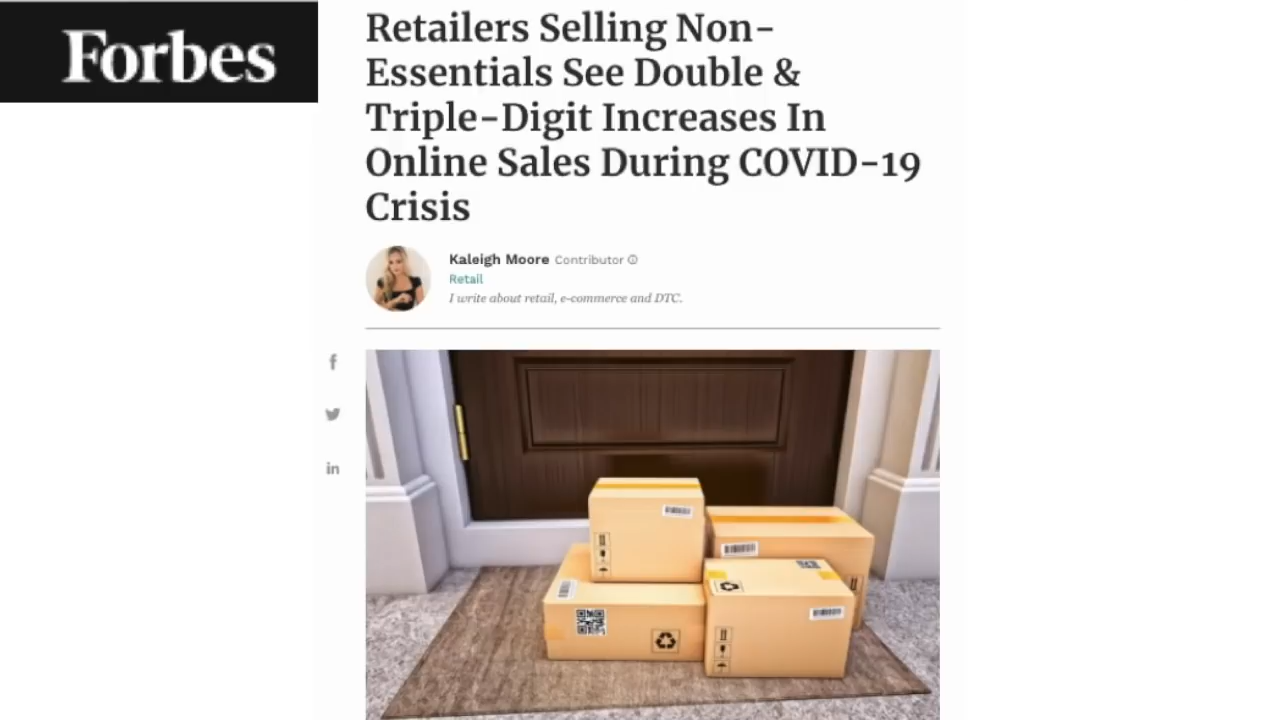 Forbes
Retailers Selling Non-
Essentials See Double &
Triple-Digit Increases In
Online Sales During COVID-19
Crisis
Kaleigh Moore Contributor
Retail
I write about retail, e-commerce and DTC.
f
in